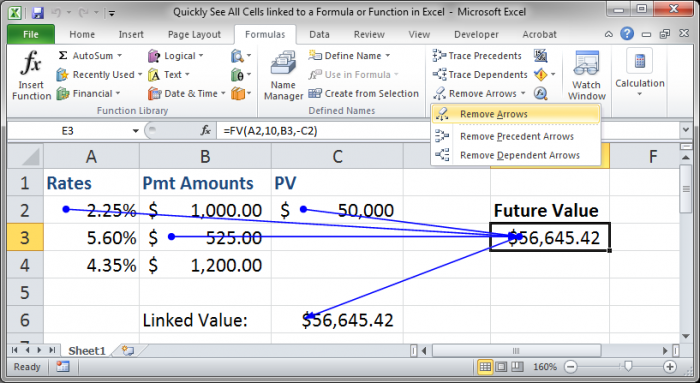 Quickly See All Cells linked to a Formula or Function in Excel - Microsoft Excel
File Home Insert Page Layout Formulas Data Review View Developer Acrobat
fx Insert Function
Σ AutoSum
Recently Used
Financial
Logical
Text
Date & Time
Function Library
Name Manager
Define Name
Use in Formula
Create from Selection
Defined Names
Trace Precedents
Trace Dependents
Remove Arrows
Watch Window
Calculation
Remove Arrows
Remove Precedent Arrows
Remove Dependent Arrows
E3 fx =FV(A2,10,B3,-C2)
A B C F
1 Rates Pmt Amounts PV
2 2.25% $ 1,000.00 $ 50,000 Future Value
3 5.60% $ 525.00 $56,645.42
4 4.35% $ 1,200.00
5
6 Linked Value: $56,645.42
Sheet1
Ready 160%